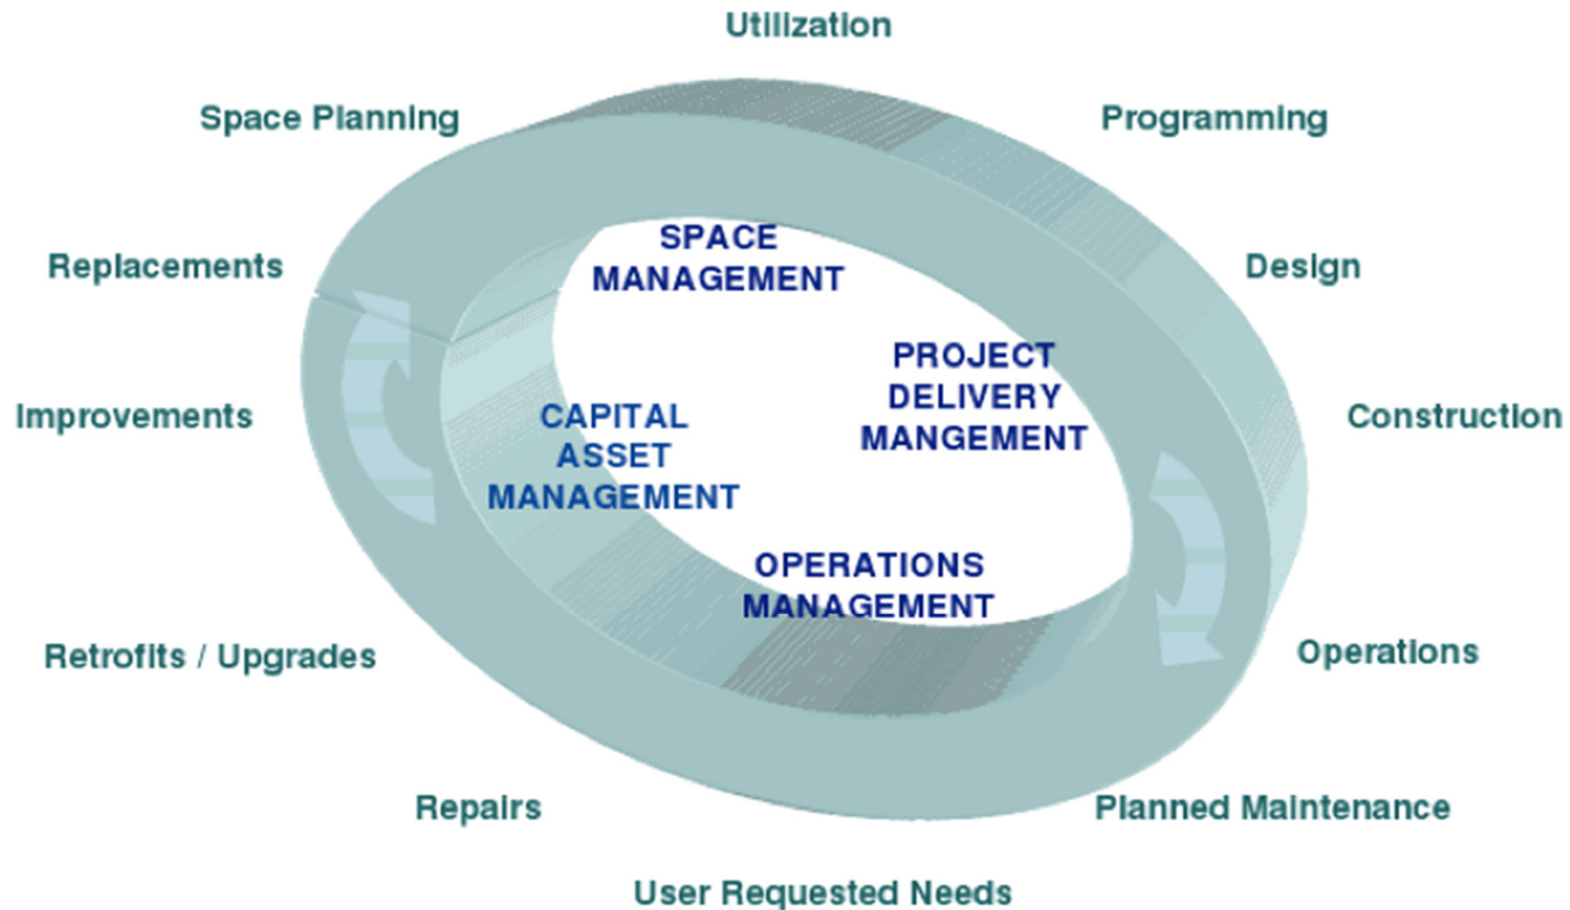 Utilization
Space Planning
Programming
SPACE
MANAGEMENT
Replacements
Design
PROJECT
DELIVERY
MANGEMENT
Improvements
CAPITAL
ASSET
MANAGEMENT
Construction
OPERATIONS
MANAGEMENT
Retrofits / Upgrades
Operations
Repairs
Planned Maintenance
User Requested Needs